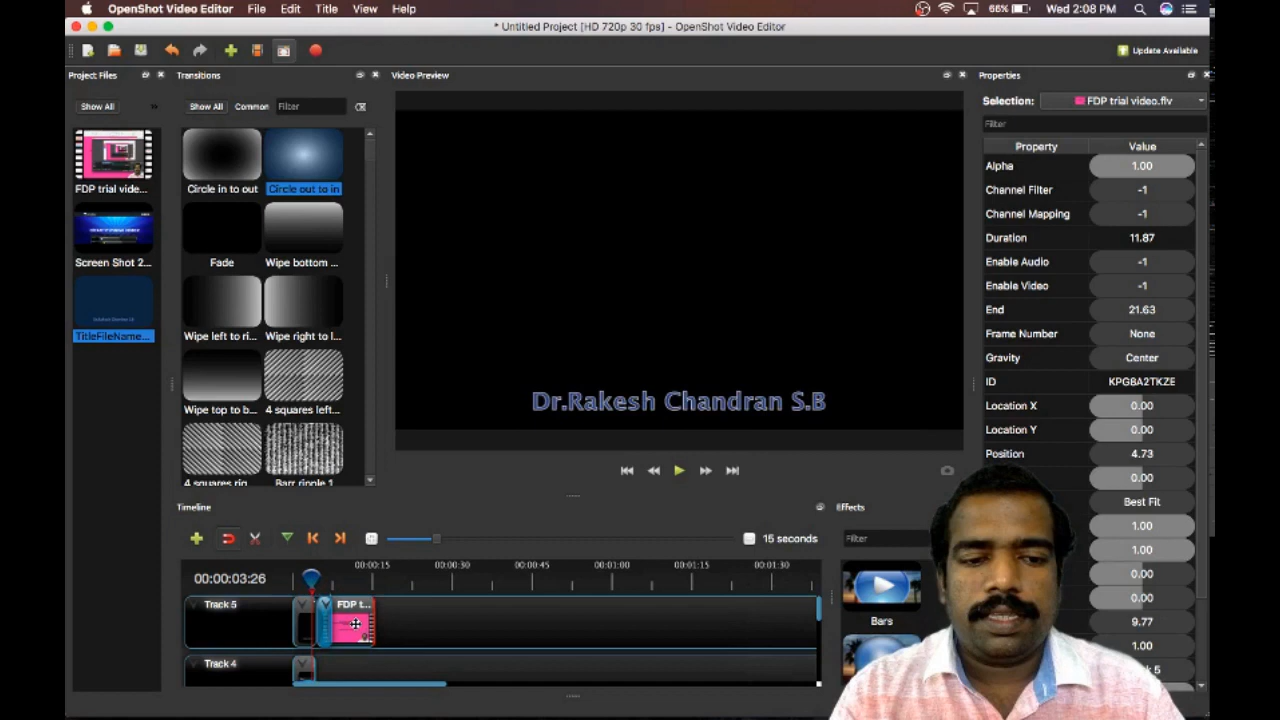 OpenShot Video Editor File Edit Title View Help 66% Wed 2:08 PM
* Untitled Project [HD 720p 30 fps] - OpenShot Video Editor
Update Available
Project Files
Transitions
Video Preview
Properties
Show All
Show All Common Filter
Selection: FDP trial video.flv
Filter
Property Value
Alpha 1.00
Channel Filter -1
Channel Mapping -1
Duration 11.87
Enable Audio -1
Enable Video -1
End 21.63
Frame Number None
Gravity Center
ID KPGBA2TKZE
Location X 0.00
Location Y 0.00
Position 4.73
0.00
Best Fit
1.00
1.00
0.00
0.00
9.77
1.00
k 5
FDP trial vide...
Screen Shot 2...
TitleFileName...
Circle in to out
Circle out to in
Fade
Wipe bottom ...
Wipe left to ri...
Wipe right to l...
Wipe top to b...
4 squares left...
4 squares rig...
Barr ripple 1
Dr.Rakesh Chandran S.B
Timeline
15 seconds
00:00:03:26
00:00:15 00:00:30 00:00:45 00:01:00 00:01:15 00:01:30
Track 5
FDP t...
Track 4
Effects
Filter
Bars